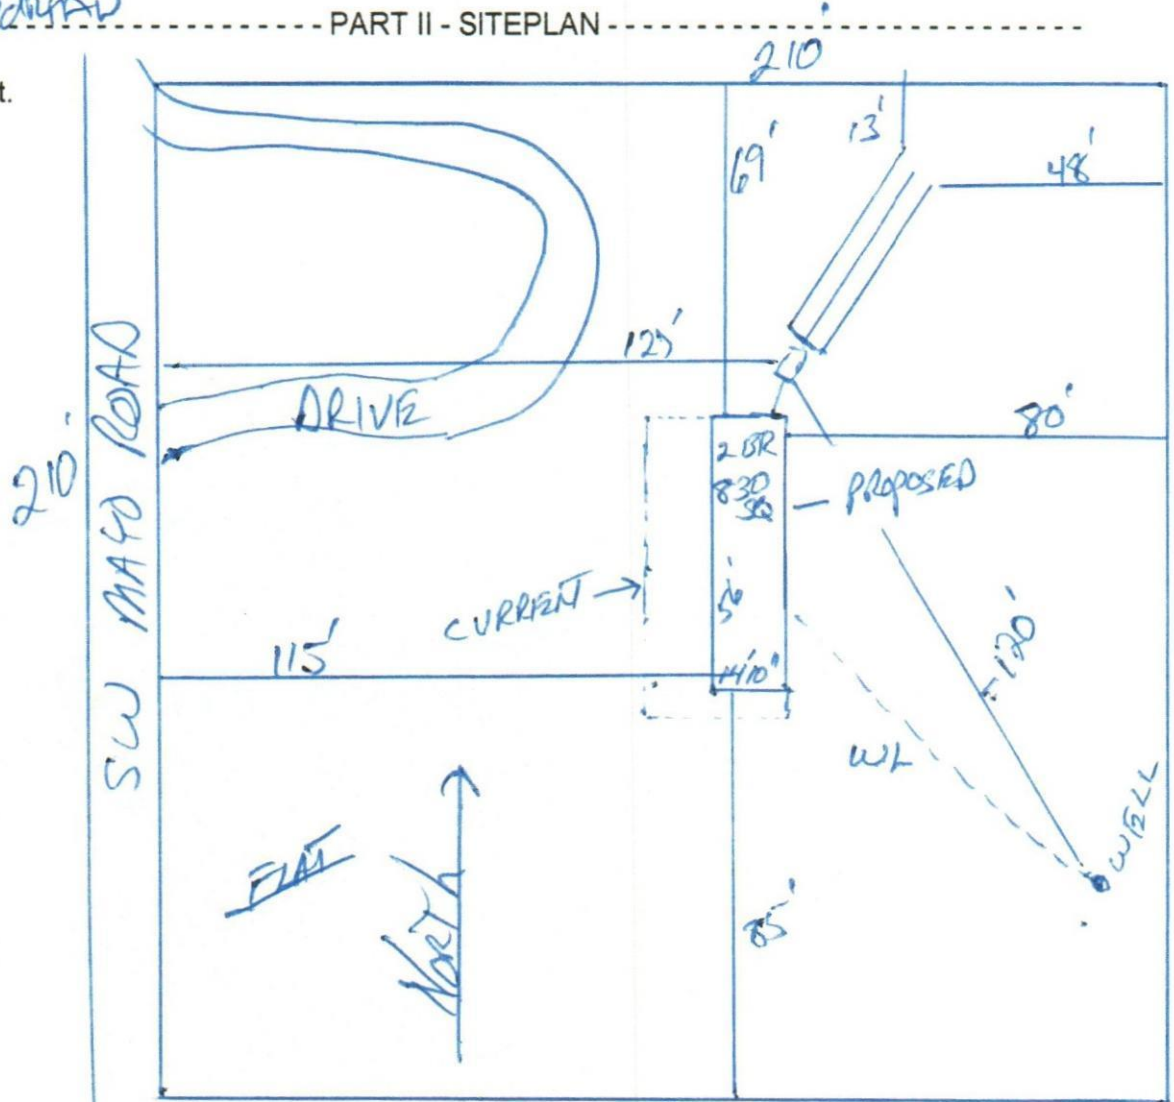 PART II - SITEPLAN
210'
t.
13'
69'
48'
125'
DRIVE
80'
2 BR
830
SQ
PROPOSED
210'
SW MAYO ROAD
CURRENT
56'
120'
115'
14'10"
WL
WELL
FLAT
NORTH
85'